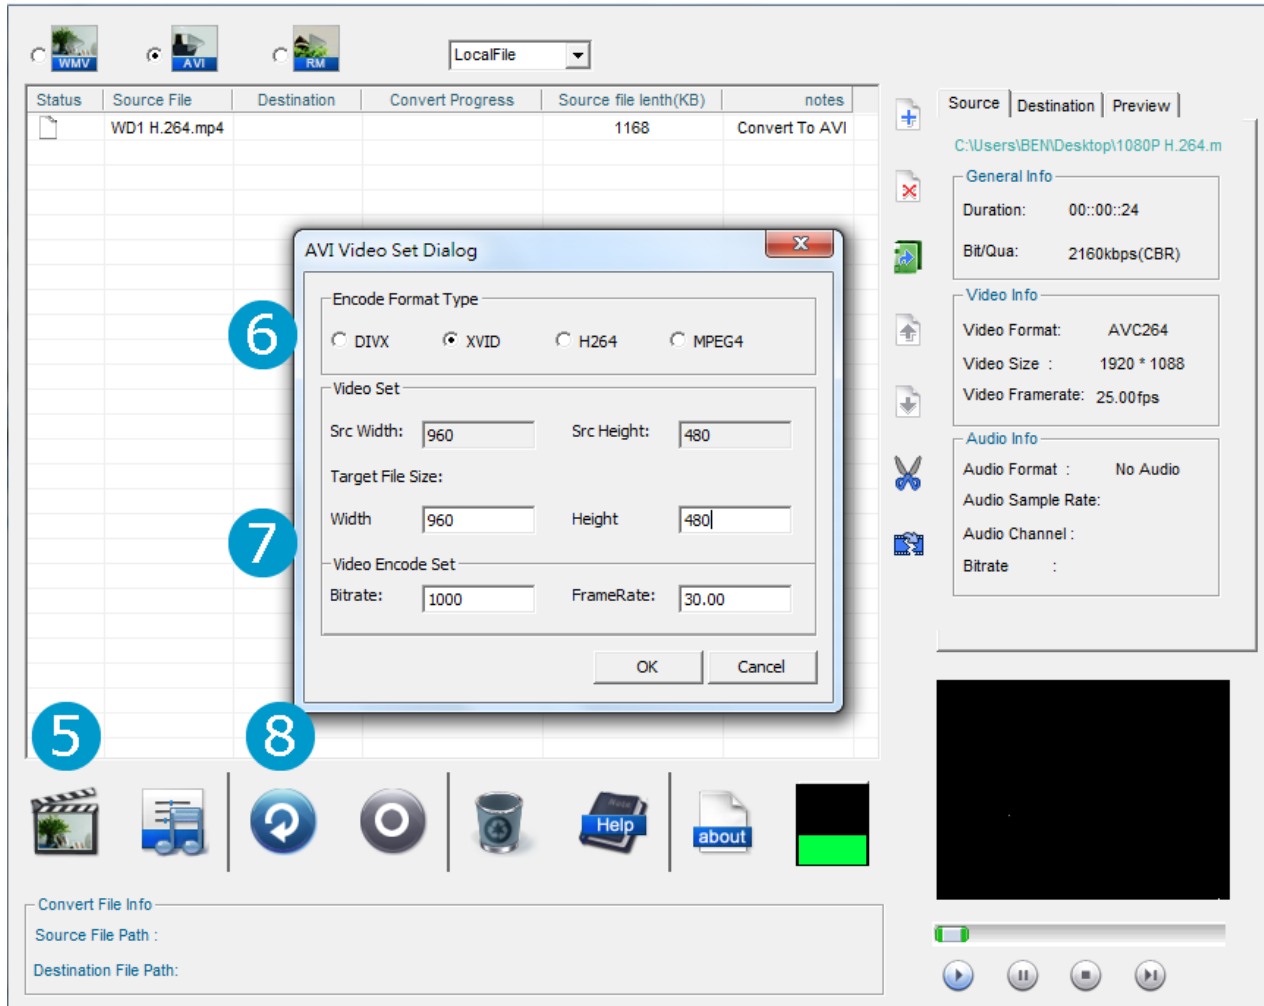 WMV AVI RM LocalFile
Status Source File Destination Convert Progress Source file lenth(KB) notes
WD1 H.264.mp4 1168 Convert To AVI
Source Destination Preview
C:\Users\BEN\Desktop\1080P H.264.m
General Info
Duration: 00::00::24
Bit/Qua: 2160kbps(CBR)
Video Info
Video Format: AVC264
Video Size : 1920 * 1088
Video Framerate: 25.00fps
Audio Info
Audio Format : No Audio
Audio Sample Rate:
Audio Channel :
Bitrate :
AVI Video Set Dialog
6
Encode Format Type
DIVX XVID H264 MPEG4
Video Set
Src Width: 960 Src Height: 480
Target File Size:
7
Width 960 Height 480
Video Encode Set
Bitrate: 1000 FrameRate: 30.00
OK Cancel
5 8
Note
Help about
Convert File Info
Source File Path :
Destination File Path: